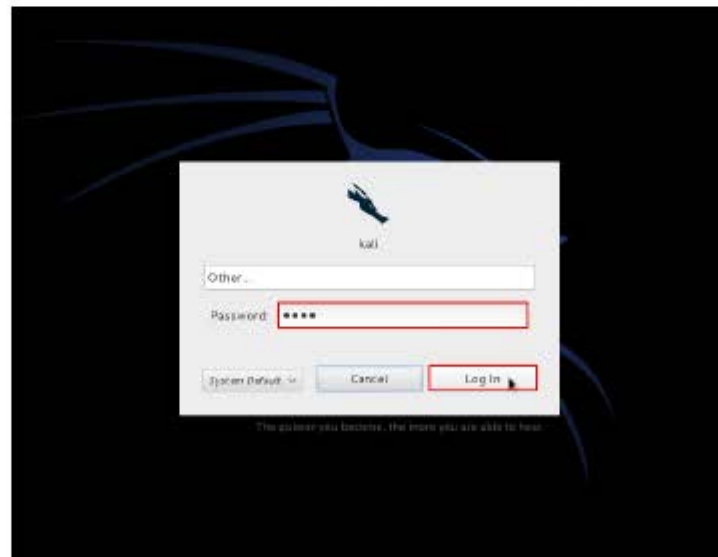 kali
Other...
Password: ••••
System Default
Cancel
Log In
The quieter you become, the more you are able to hear.